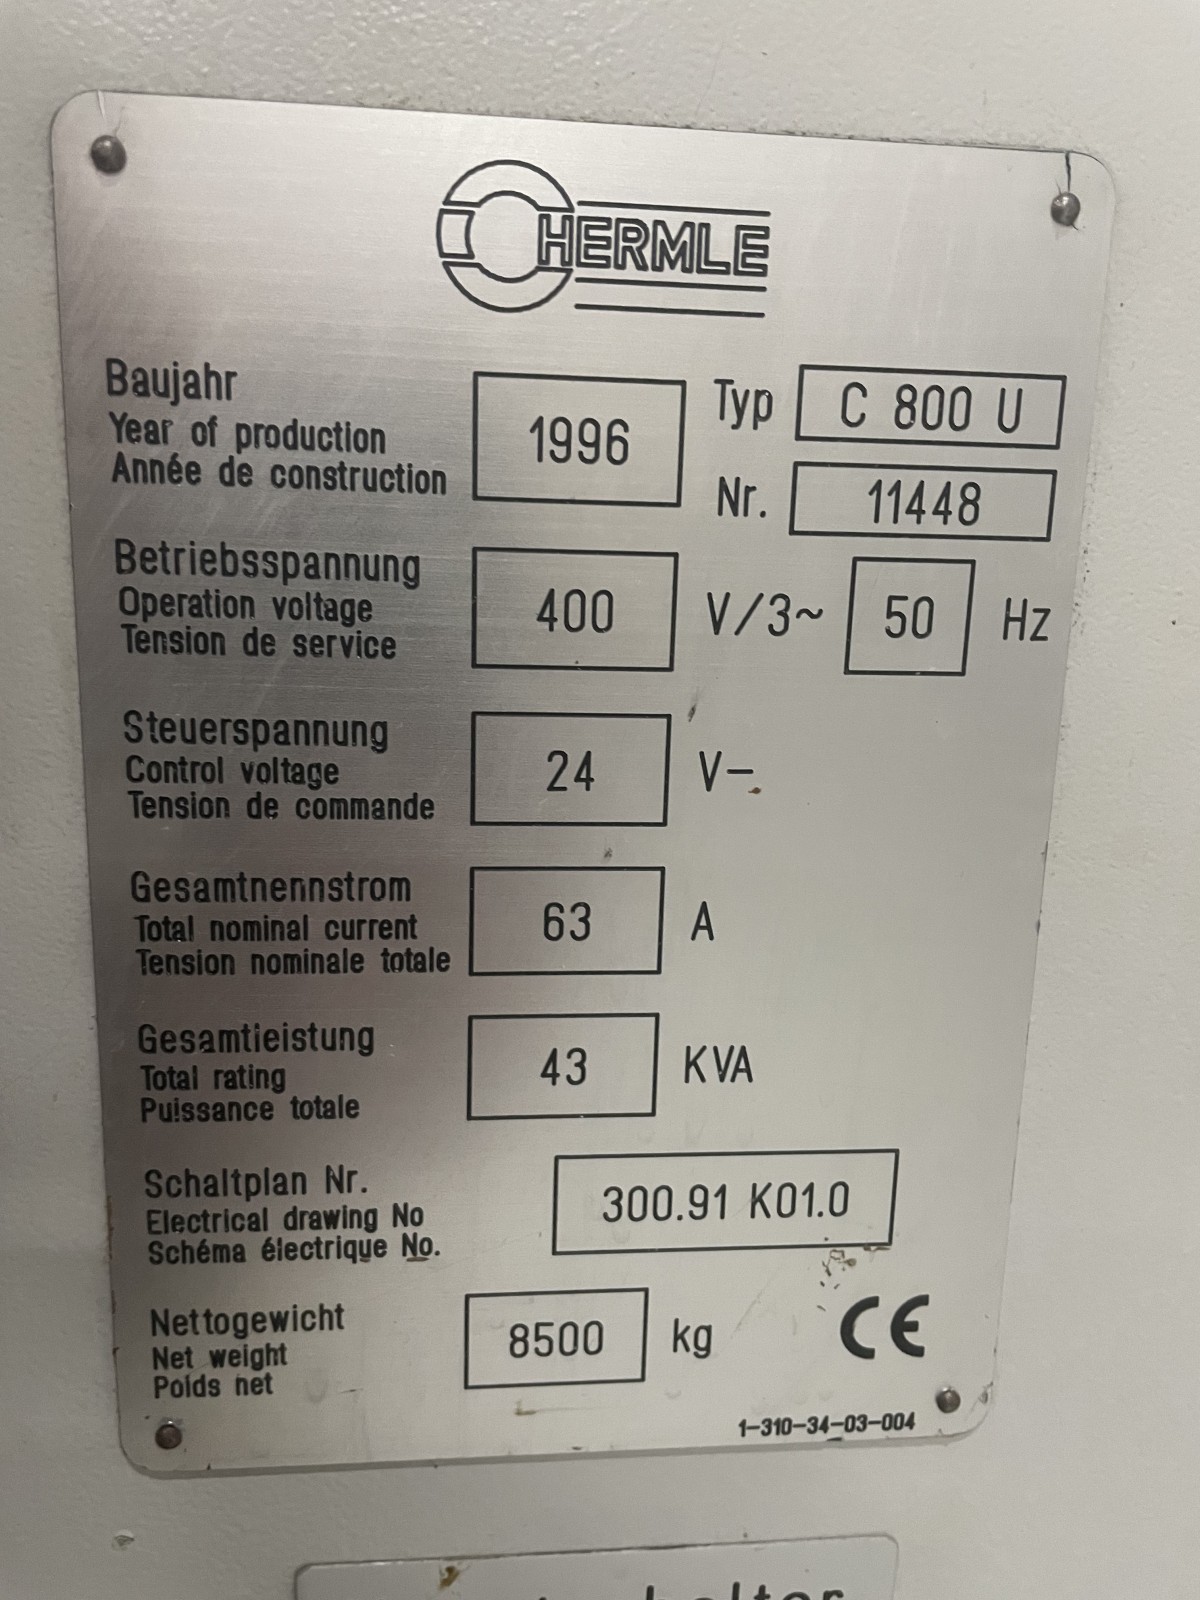 HERMLE
Baujahr
Year of production
Année de construction
1996
Typ C 800 U
Nr. 11448
Betriebsspannung
Operation voltage
Tension de service
400 V/3~ 50 Hz
Steuerspannung
Control voltage
Tension de commande
24 V-
Gesamtnennstrom
Total nominal current
Tension nominale totale
63 A
Gesamtleistung
Total rating
Puissance totale
43 KVA
Schaltplan Nr.
Electrical drawing No
Schéma électrique No.
300.91 K01.0
Nettogewicht
Net weight
Poids net
8500 kg
CE
1-310-34-03-004